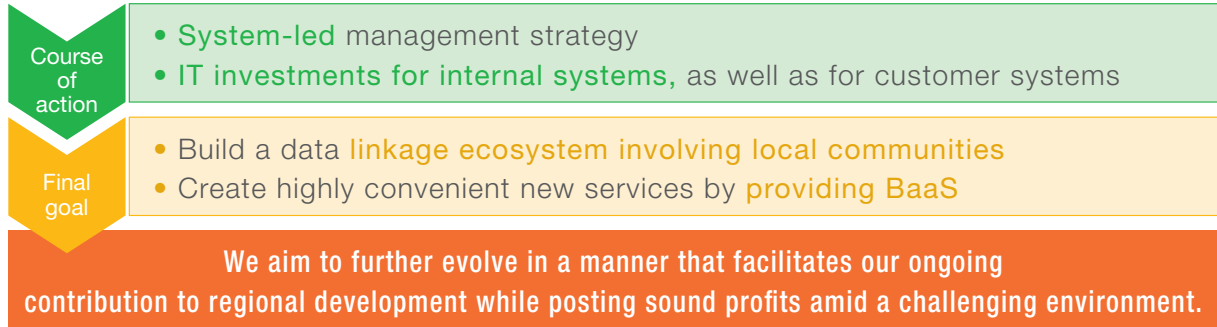 Course
of
action
• System-led management strategy
• IT investments for internal systems, as well as for customer systems
Final
goal
• Build a data linkage ecosystem involving local communities
• Create highly convenient new services by providing BaaS
We aim to further evolve in a manner that facilitates our ongoing
contribution to regional development while posting sound profits amid a challenging environment.